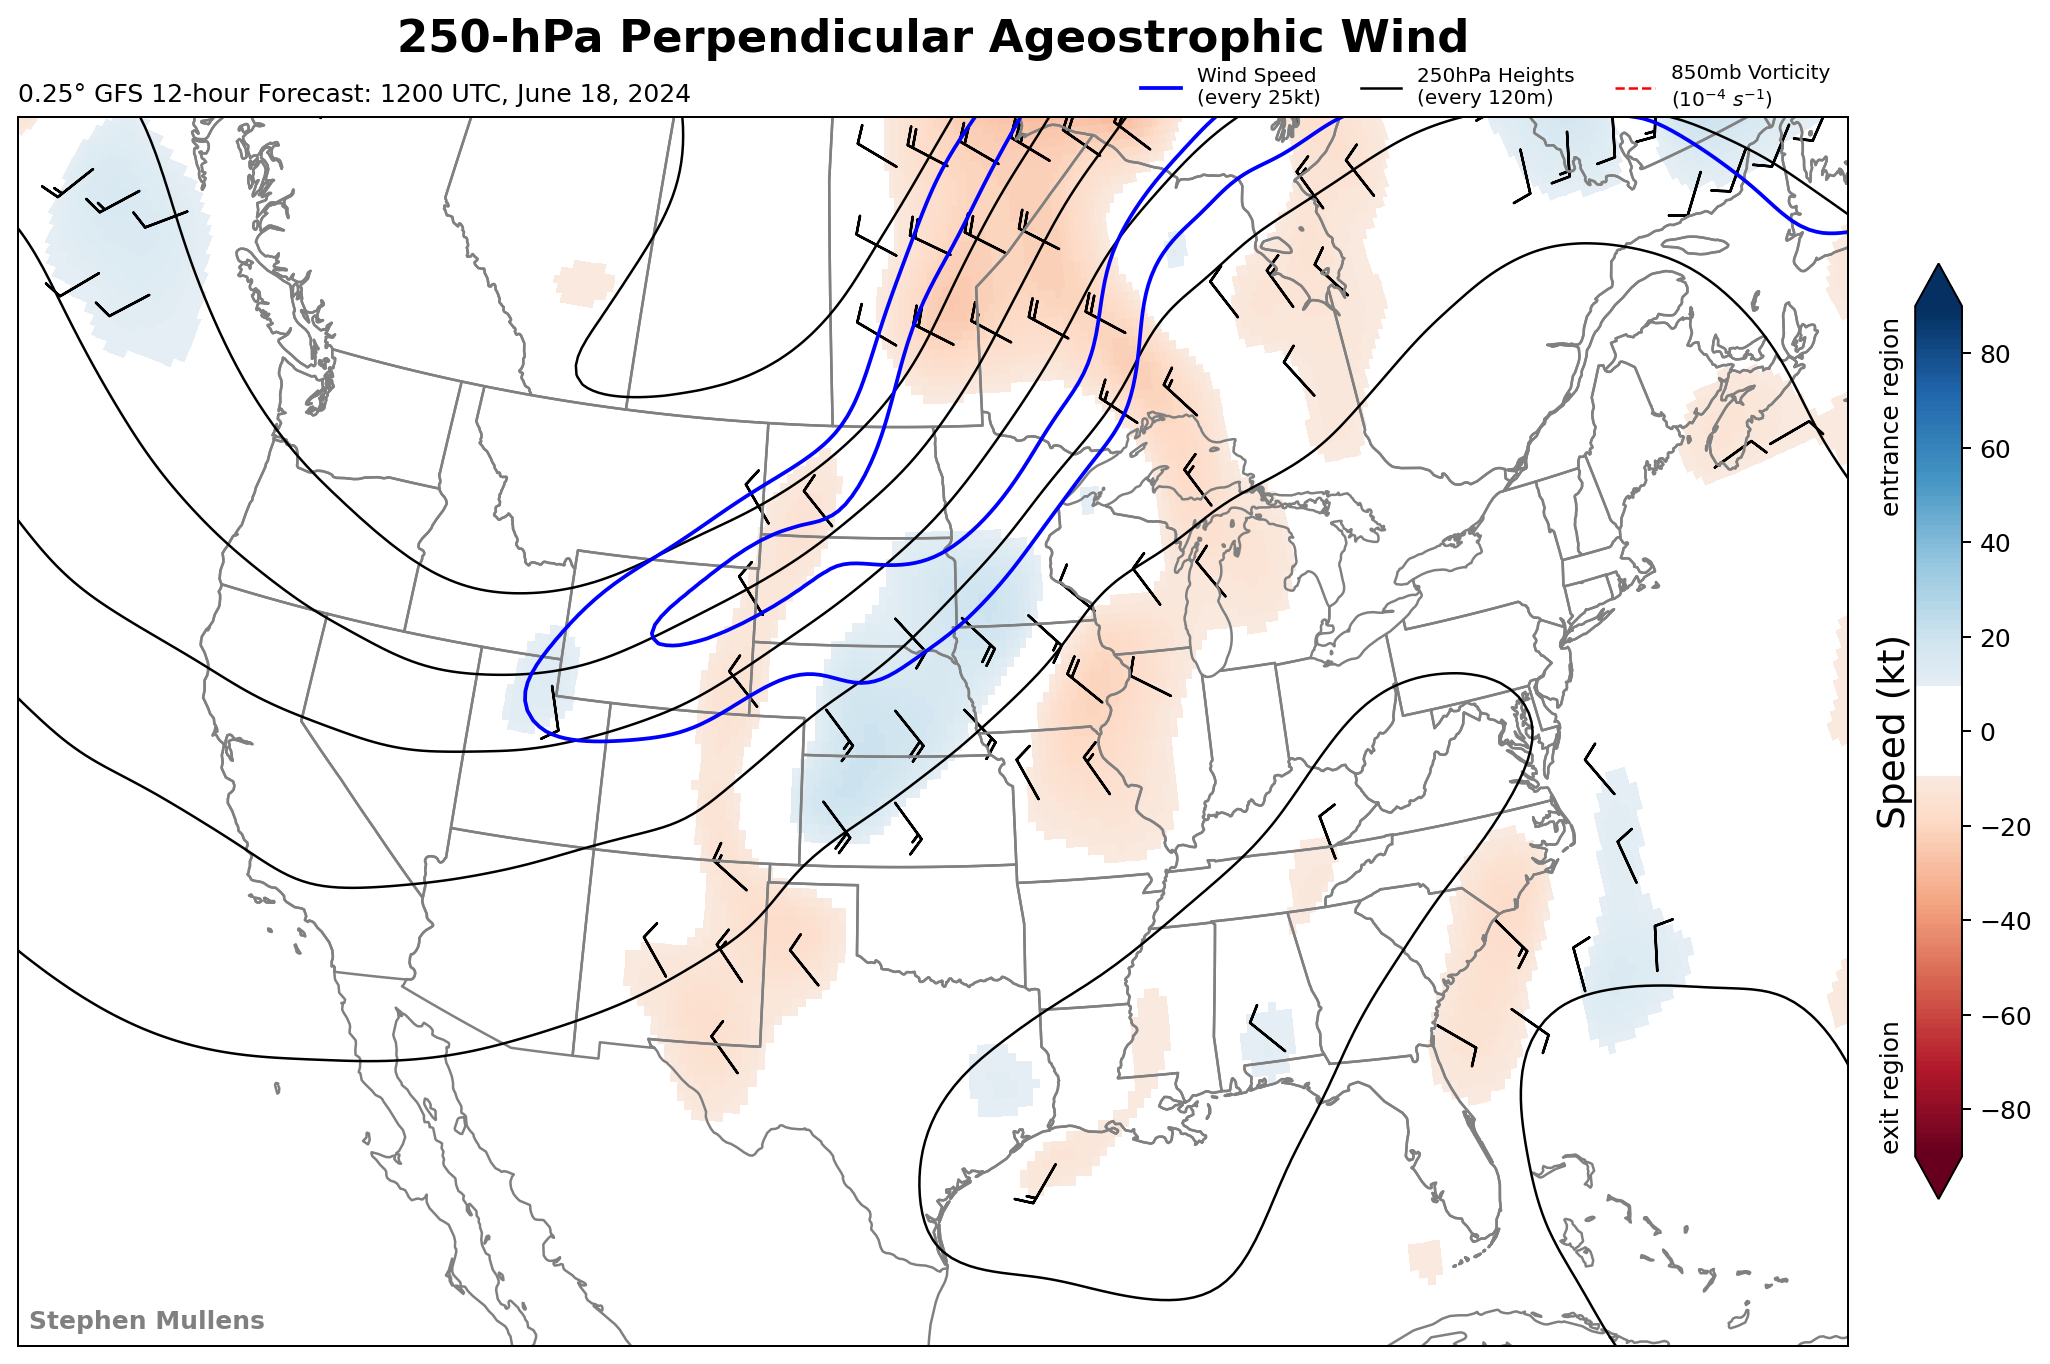 250-hPa Perpendicular Ageostrophic Wind
0.25° GFS 12-hour Forecast: 1200 UTC, June 18, 2024
Wind Speed
(every 25kt)
250hPa Heights
(every 120m)
850mb Vorticity
(10⁻⁴ s⁻¹)
entrance region
exit region
Speed (kt)
80
60
40
20
0
−20
−40
−60
−80
Stephen Mullens